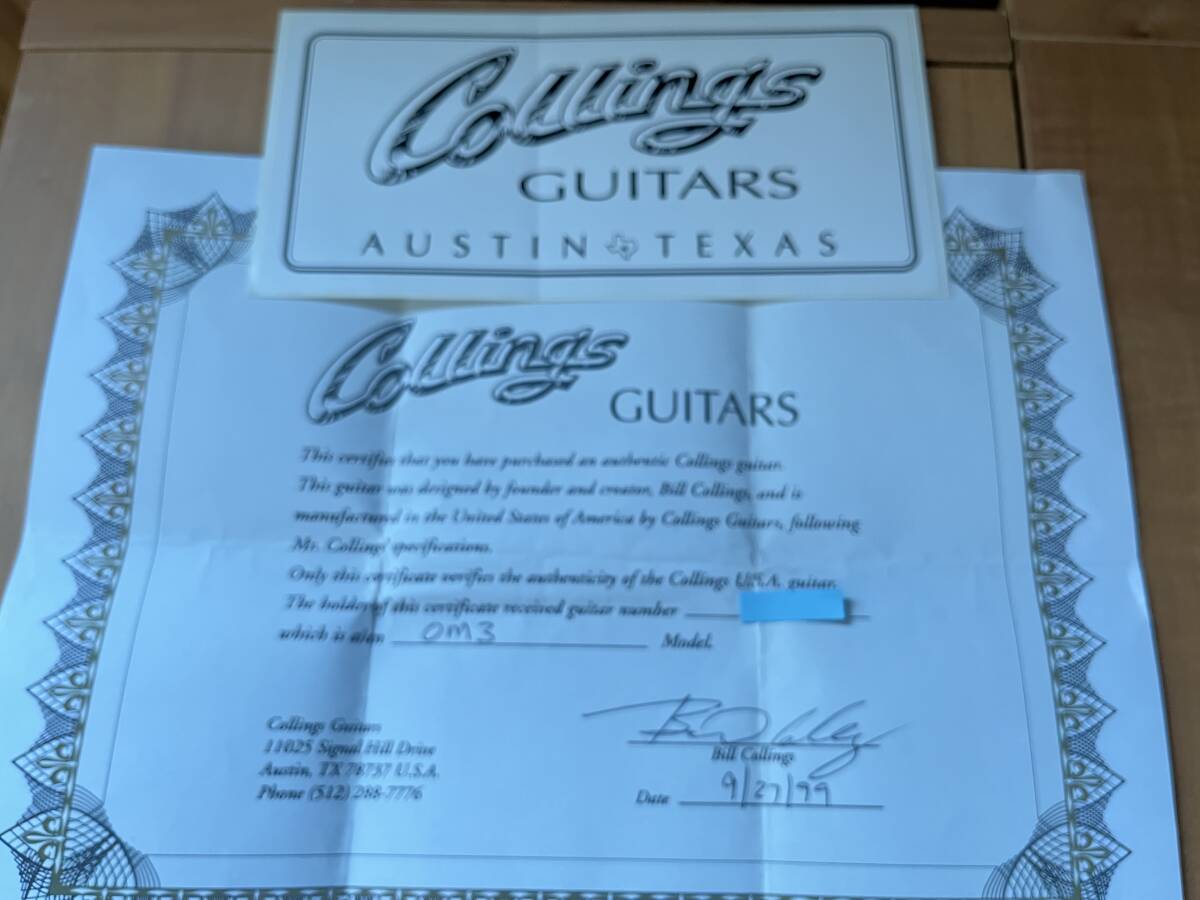 Collings
GUITARS
AUSTIN TEXAS
Collings
GUITARS
This certifies that you have purchased an authentic Collings guitar.
This guitar was designed by founder and creator, Bill Collings, and is
manufactured in the United States of America by Collings Guitars, following
Mr. Collings' specifications.
Only this certificate verifies the authenticity of the Collings U.S.A. guitar.
The holder of this certificate received guitar number
which is a/an OM3 Model.
Collings Guitars
11025 Signal Hill Drive
Austin, TX 78737 U.S.A.
Phone (512) 288-7776
Bill Collings
Date 9/27/99